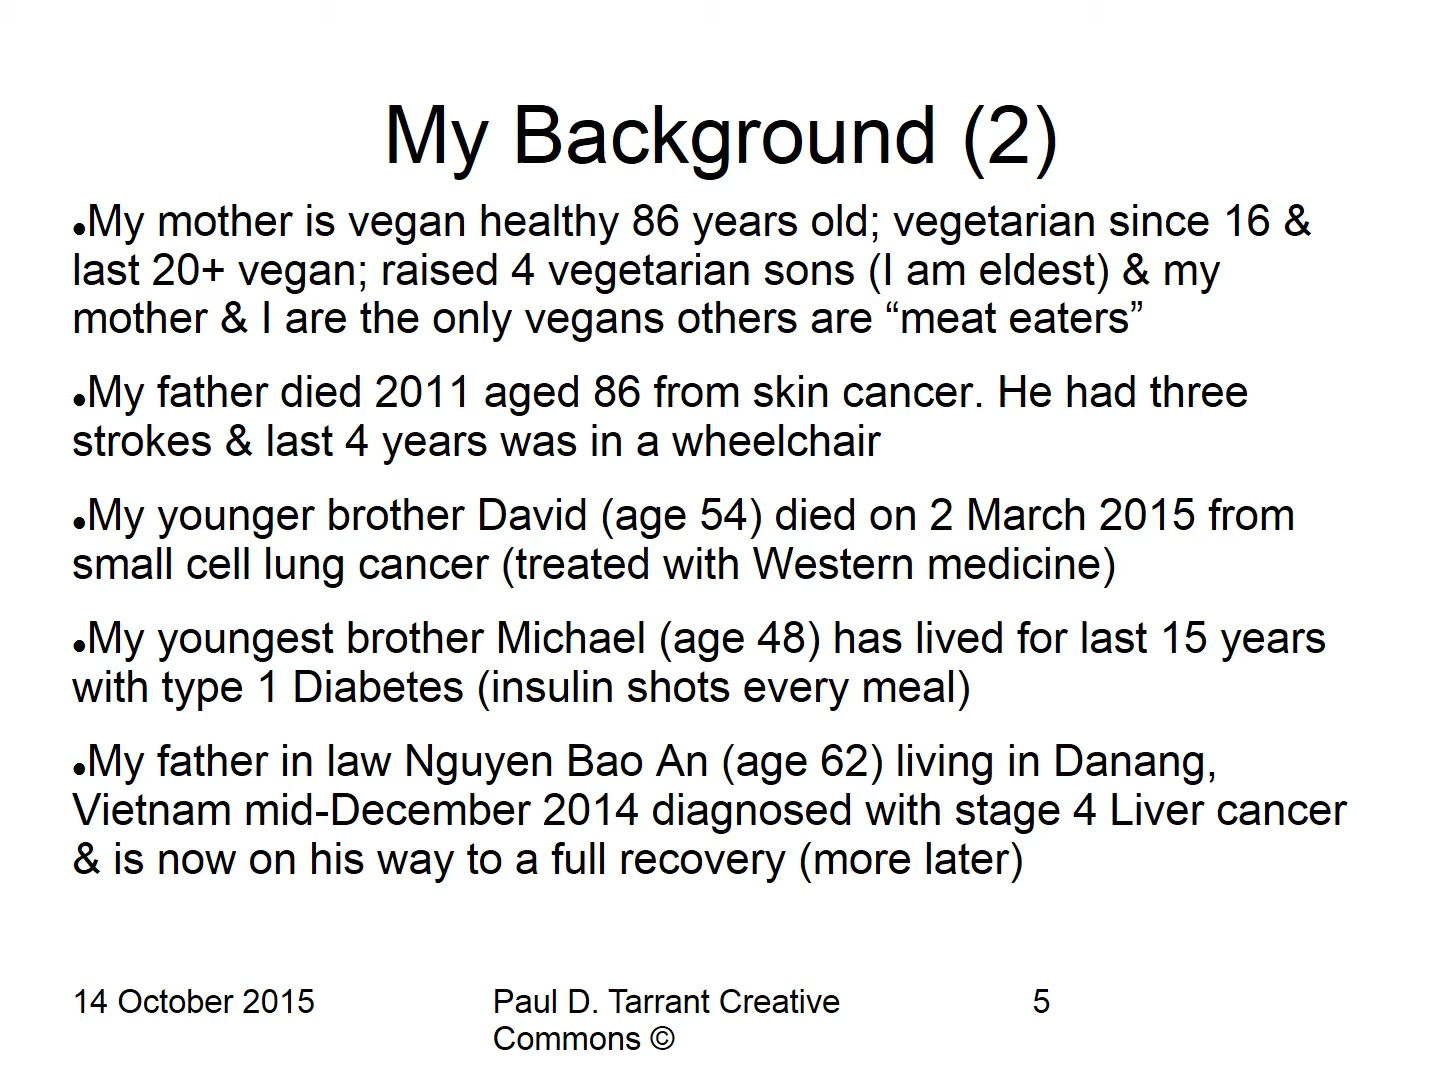 My Background (2)
●My mother is vegan healthy 86 years old; vegetarian since 16 &
last 20+ vegan; raised 4 vegetarian sons (I am eldest) & my
mother & I are the only vegans others are “meat eaters”
●My father died 2011 aged 86 from skin cancer. He had three
strokes & last 4 years was in a wheelchair
●My younger brother David (age 54) died on 2 March 2015 from
small cell lung cancer (treated with Western medicine)
●My youngest brother Michael (age 48) has lived for last 15 years
with type 1 Diabetes (insulin shots every meal)
●My father in law Nguyen Bao An (age 62) living in Danang,
Vietnam mid-December 2014 diagnosed with stage 4 Liver cancer
& is now on his way to a full recovery (more later)
14 October 2015
Paul D. Tarrant Creative
Commons ©
5